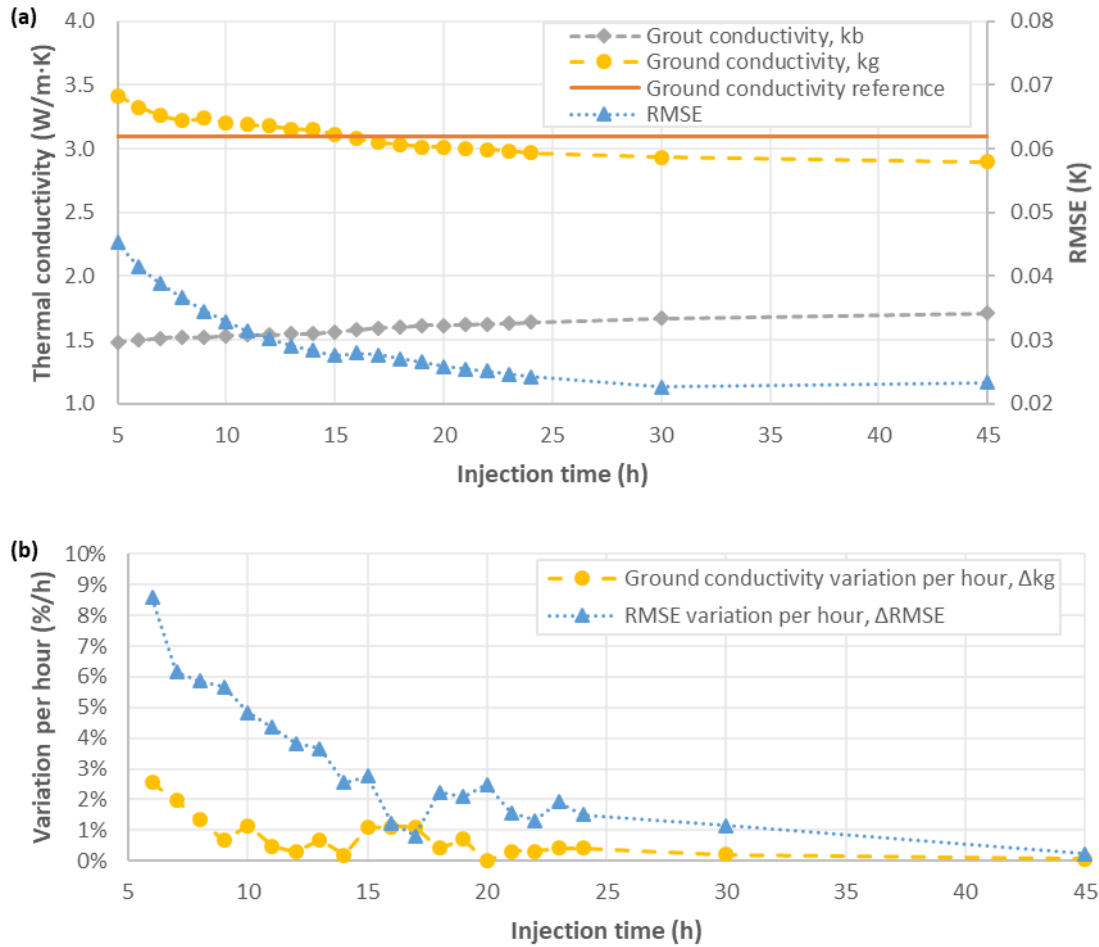 (a)
4.0
3.5
3.0
2.5
2.0
1.5
1.0
Thermal conductivity (W/m·K)
Grout conductivity, kb
Ground conductivity, kg
Ground conductivity reference
RMSE
0.08
0.07
0.06
0.05
0.04
0.03
0.02
RMSE (K)
5 10 15 20 25 30 35 40 45
Injection time (h)
(b)
10%
9%
8%
7%
6%
5%
4%
3%
2%
1%
0%
Variation per hour (%/h)
Ground conductivity variation per hour, Δkg
RMSE variation per hour, ΔRMSE
5 10 15 20 25 30 35 40 45
Injection time (h)